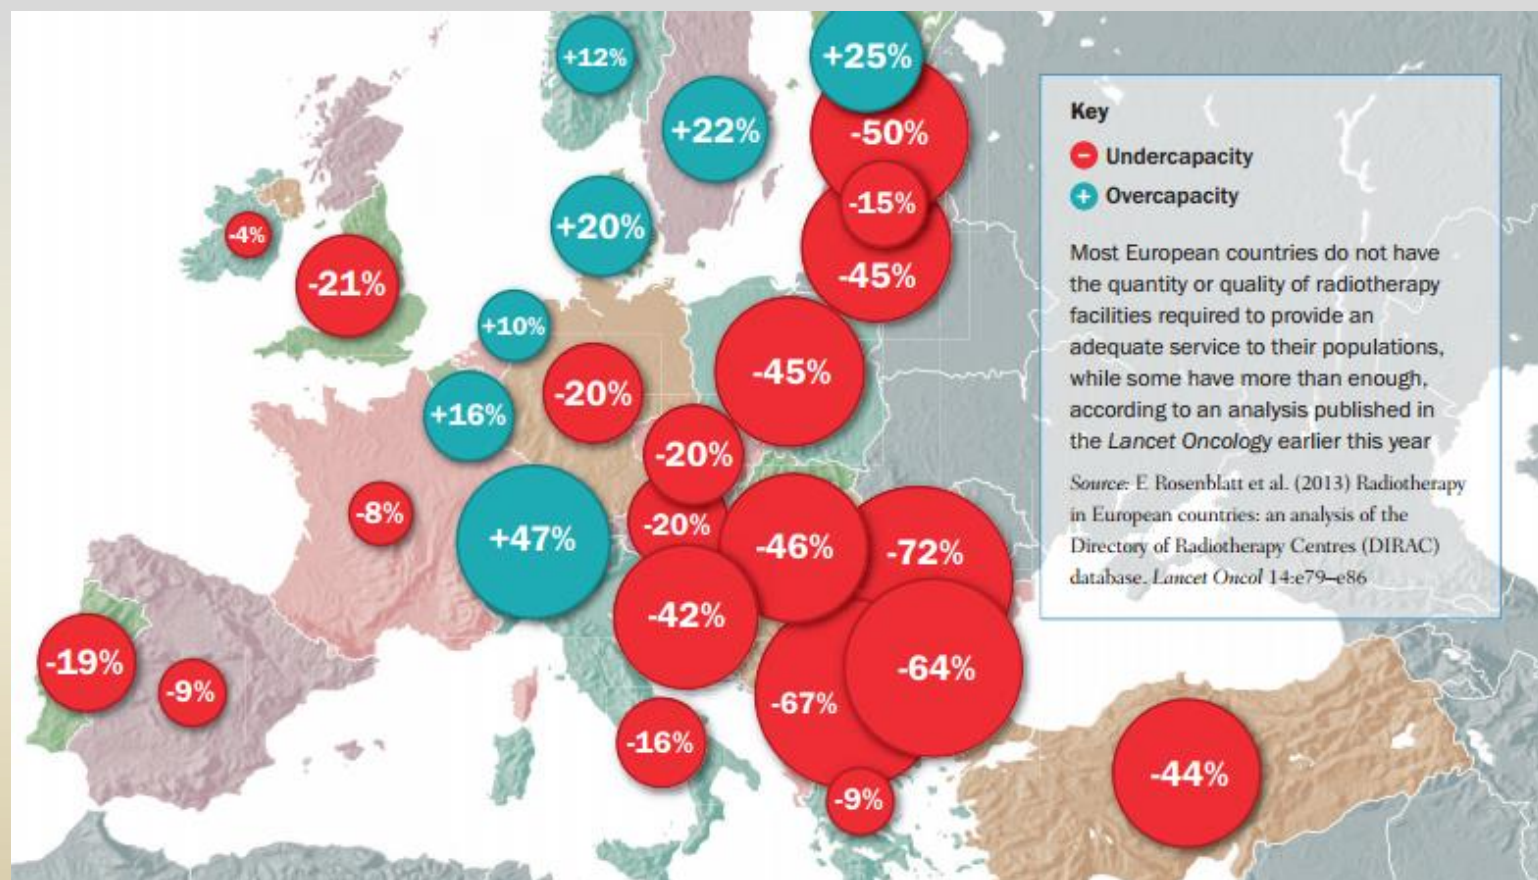 +12%
+25%
+22%
-50%
-15%
-4%
+20%
-21%
-45%
+10%
-45%
-20%
+16%
-20%
-8%
-20%
+47%
-46%
-72%
-42%
-19%
-9%
-64%
-67%
-16%
-44%
-9%
Key
- Undercapacity
+ Overcapacity
Most European countries do not have
the quantity or quality of radiotherapy
facilities required to provide an
adequate service to their populations,
while some have more than enough,
according to an analysis published in
the Lancet Oncology earlier this year
Source: E Rosenblatt et al. (2013) Radiotherapy
in European countries: an analysis of the
Directory of Radiotherapy Centres (DIRAC)
database. Lancet Oncol 14:e79–e86